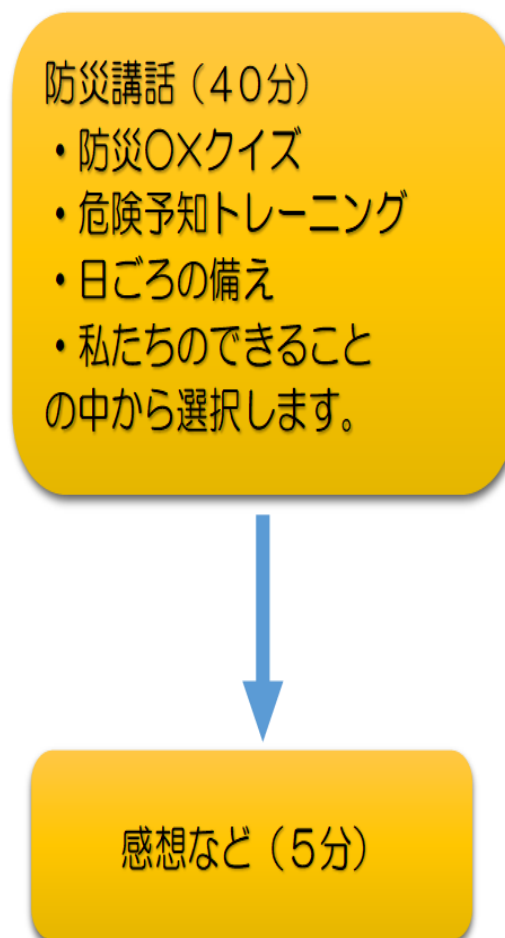 防災講話（４０分）
・防災〇×クイズ
・危険予知トレーニング
・日ごろの備え
・私たちのできること
の中から選択します。
感想など（５分）